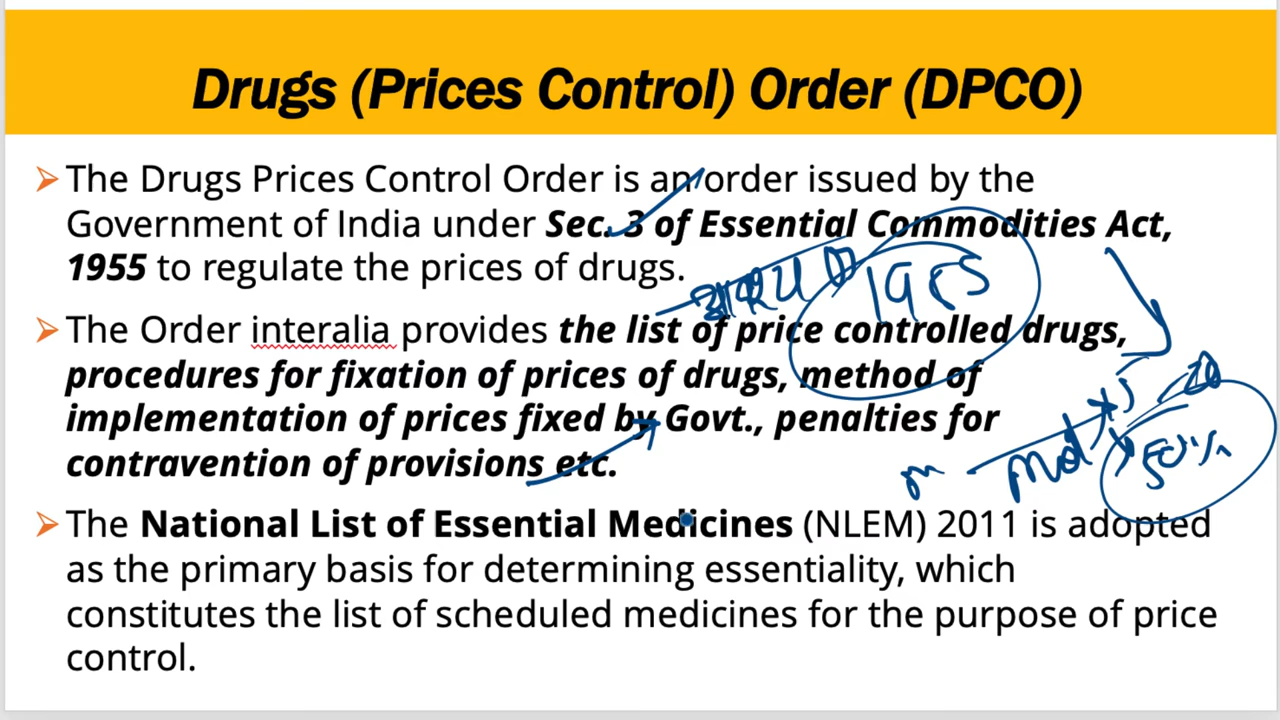 Drugs (Prices Control) Order (DPCO)
The Drugs Prices Control Order is an order issued by the
Government of India under Sec. 3 of Essential Commodities Act,
1955 to regulate the prices of drugs.
1985
The Order interalia provides the list of price controlled drugs,
procedures for fixation of prices of drugs, method of
implementation of prices fixed by Govt., penalties for
50%
contravention of provisions etc.
The National List of Essential Medicines (NLEM) 2011 is adopted
as the primary basis for determining essentiality, which
constitutes the list of scheduled medicines for the purpose of price
control.